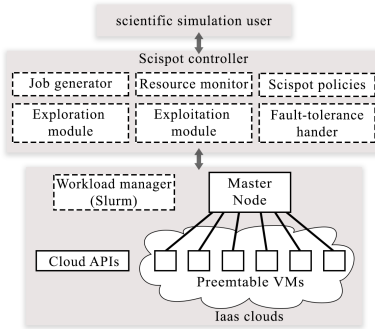 scientific simulation user
Scispot controller
Job generator
Resource monitor
Scispot policies
Exploration
module
Exploitation
module
Fault-tolerance
hander
Workload manager
(Slurm)
Master
Node
Cloud APIs
Preemtable VMs
Iaas clouds